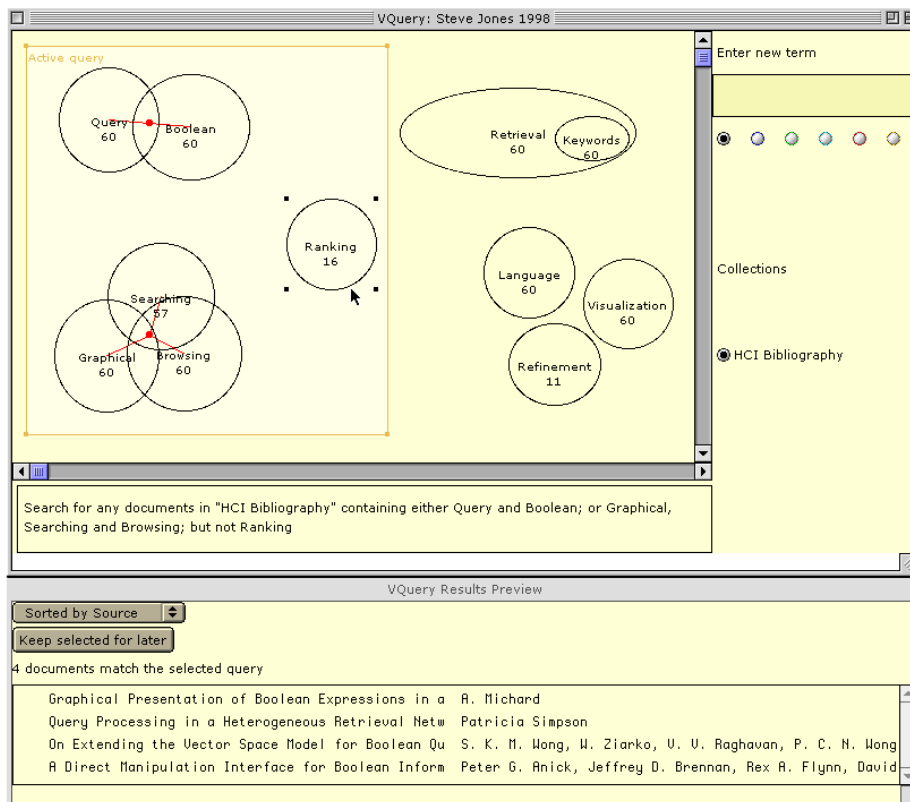 VQuery: Steve Jones 1998
Active query
Query
60
Boolean
60
Retrieval
60
Keywords
60
Ranking
16
Searching
57
Graphical
60
Browsing
60
Language
60
Visualization
60
Refinement
11
Enter new term
Collections
HCI Bibliography
Search for any documents in "HCI Bibliography" containing either Query and Boolean; or Graphical,
Searching and Browsing; but not Ranking
VQuery Results Preview
Sorted by Source
Keep selected for later
4 documents match the selected query
Graphical Presentation of Boolean Expressions in a A. Michard
Query Processing in a Heterogeneous Retrieval Netw Patricia Simpson
On Extending the Vector Space Model for Boolean Qu S. K. M. Wong, W. Ziarko, V. V. Raghavan, P. C. N. Wong
A Direct Manipulation Interface for Boolean Inform Peter G. Anick, Jeffrey D. Brennan, Rex A. Flynn, David